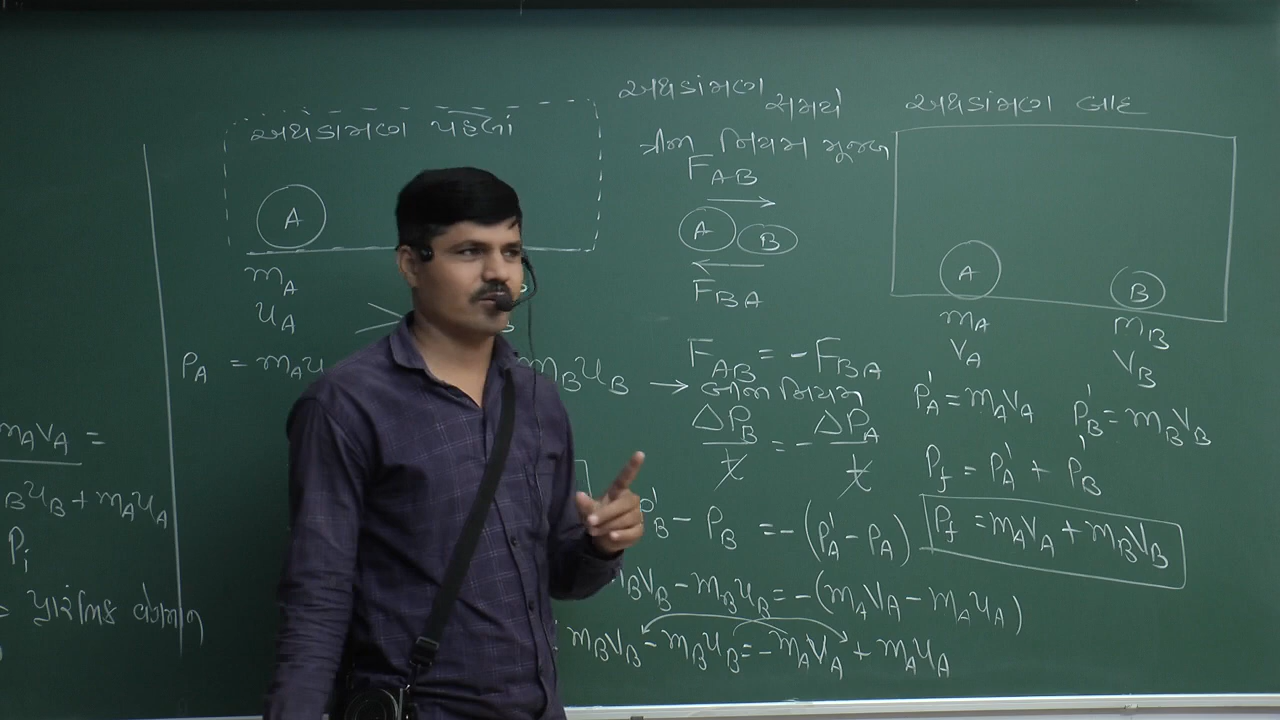 અથડામણ પહેલાં
A
mA
uA
PA = mAu
mBuB →
mAvA =
BuB + mAuA
Pi
= પ્રારંભિક વેગમાન
અથડામણ
સમયે
ત્રીજા નિયમ મુજબ
FAB
A B
FBA
FAB = -FBA
બીજા નિયમ
ΔPB = - ΔPA
t t
P'B - PB = -(P'A - PA)
mBvB - mBuB = -(mAvA - mAuA)
mBvB - mBuB = -mAvA + mAuA
અથડામણ બાદ
A B
mA mB
vA vB
P'A = mAvA P'B = mBvB
Pf = P'A + P'B
Pf = mAvA + mBvB